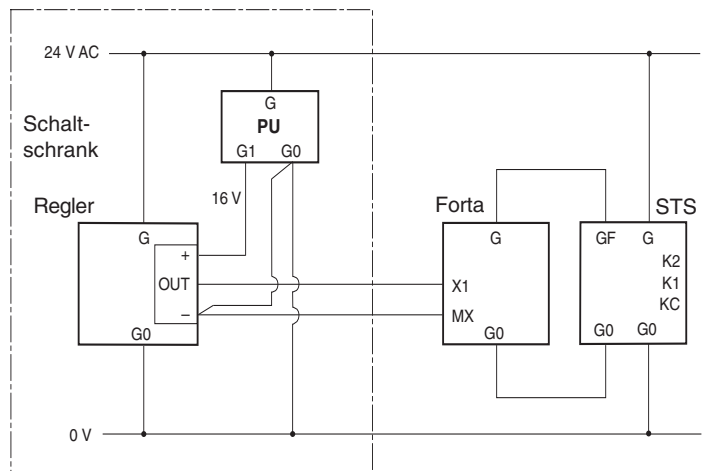 24 V AC
G
PU
G1 G0
Schalt-
schrank
16 V
Regler
Forta
STS
G
+
OUT
–
G0
G
X1
MX
G0
GF G
K2
K1
KC
G0 G0
0 V